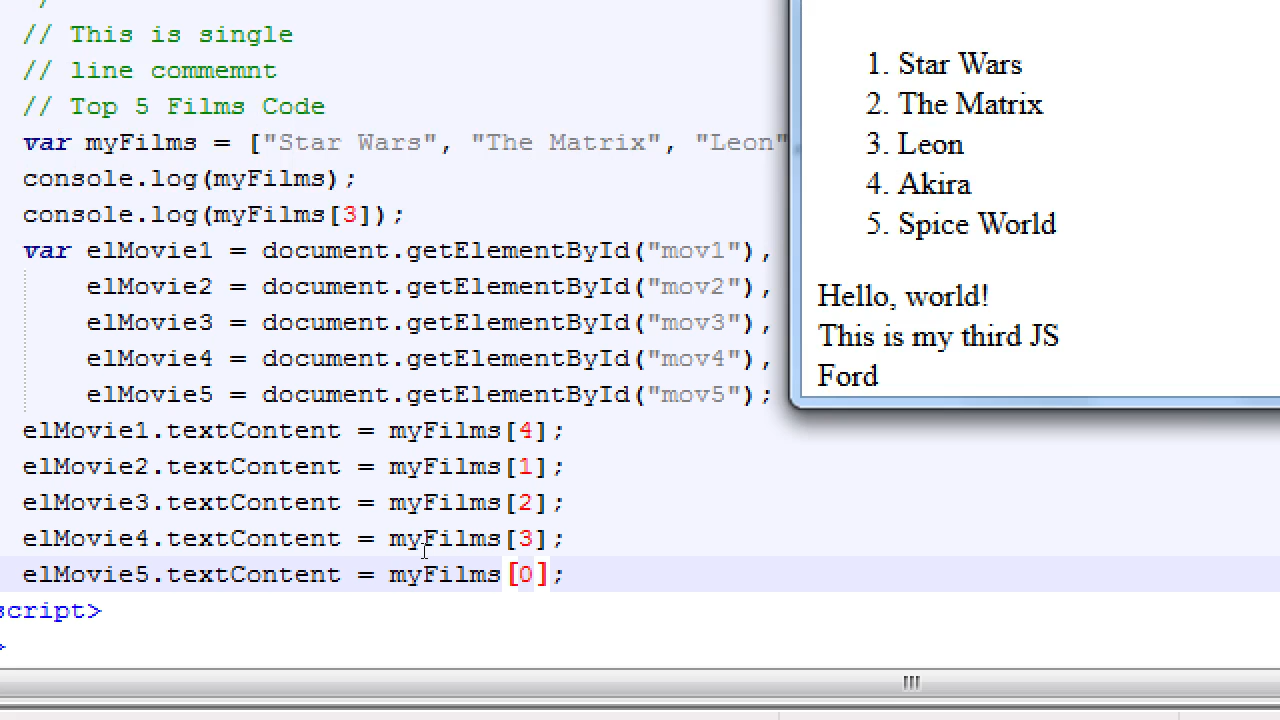 // This is single
// line commemnt
// Top 5 Films Code
var myFilms = ["Star Wars", "The Matrix", "Leon"
console.log(myFilms);
console.log(myFilms[3]);
var elMovie1 = document.getElementById("mov1"),
elMovie2 = document.getElementById("mov2"),
elMovie3 = document.getElementById("mov3"),
elMovie4 = document.getElementById("mov4"),
elMovie5 = document.getElementById("mov5");
elMovie1.textContent = myFilms[4];
elMovie2.textContent = myFilms[1];
elMovie3.textContent = myFilms[2];
elMovie4.textContent = myFilms[3];
elMovie5.textContent = myFilms[0];
script>
>
1. Star Wars
2. The Matrix
3. Leon
4. Akira
5. Spice World
Hello, world!
This is my third JS
Ford